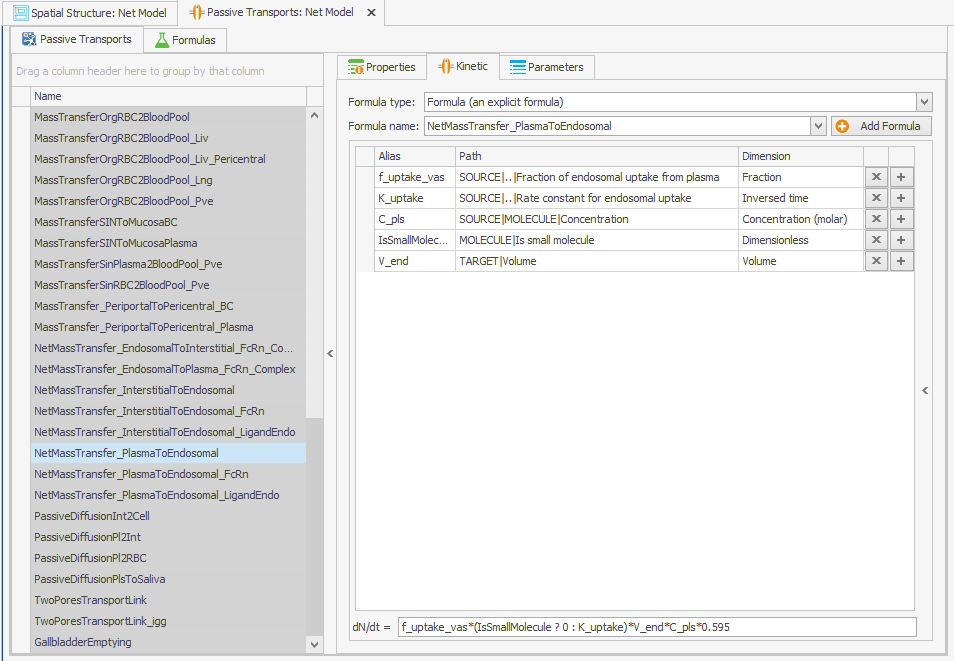 Spatial Structure: Net Model
Passive Transports: Net Model
Passive Transports
Formulas
Drag a column header here to group by that column
Name
MassTransferOrgRBC2BloodPool
MassTransferOrgRBC2BloodPool_Liv
MassTransferOrgRBC2BloodPool_Liv_Pericentral
MassTransferOrgRBC2BloodPool_Lng
MassTransferOrgRBC2BloodPool_Pve
MassTransferSINToMucosaBC
MassTransferSINToMucosaPlasma
MassTransferSinPlasma2BloodPool_Pve
MassTransferSinRBC2BloodPool_Pve
MassTransfer_PeriportalToPericentral_BC
MassTransfer_PeriportalToPericentral_Plasma
NetMassTransfer_EndosomalToInterstitial_FcRn_Co...
NetMassTransfer_EndosomalToPlasma_FcRn_Complex
NetMassTransfer_InterstitialToEndosomal
NetMassTransfer_InterstitialToEndosomal_FcRn
NetMassTransfer_InterstitialToEndosomal_LigandEndo
NetMassTransfer_PlasmaToEndosomal
NetMassTransfer_PlasmaToEndosomal_FcRn
NetMassTransfer_PlasmaToEndosomal_LigandEndo
PassiveDiffusionInt2Cell
PassiveDiffusionPl2Int
PassiveDiffusionPl2RBC
PassiveDiffusionPlsToSaliva
TwoPoresTransportLink
TwoPoresTransportLink_igg
GallbladderEmptying
Properties
Kinetic
Parameters
Formula type: Formula (an explicit formula)
Formula name: NetMassTransfer_PlasmaToEndosomal Add Formula
Alias Path Dimension
f_uptake_vas SOURCE|..|Fraction of endosomal uptake from plasma Fraction
K_uptake SOURCE|..|Rate constant for endosomal uptake Inversed time
C_pls SOURCE|MOLECULE|Concentration Concentration (molar)
IsSmallMolec... MOLECULE|Is small molecule Dimensionless
V_end TARGET|Volume Volume
dN/dt = f_uptake_vas*(IsSmallMolecule ? 0 : K_uptake)*V_end*C_pls*0.595